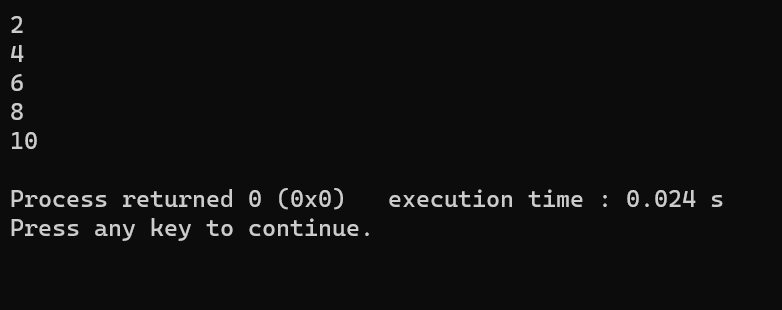 2
4
6
8
10
Process returned 0 (0x0)   execution time : 0.024 s
Press any key to continue.